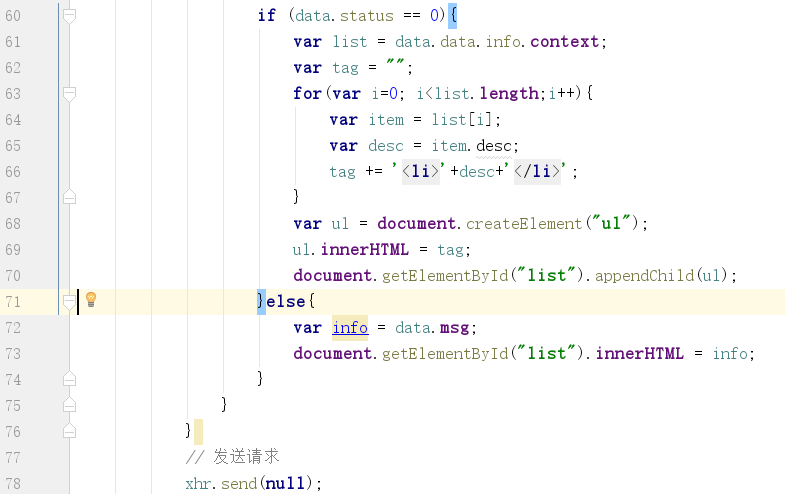 60 if (data.status == 0){
61 var list = data.data.info.context;
62 var tag = "";
63 for(var i=0; i<list.length;i++){
64 var item = list[i];
65 var desc = item.desc;
66 tag += '<li>'+desc+'</li>';
67 }
68 var ul = document.createElement("ul");
69 ul.innerHTML = tag;
70 document.getElementById("list").appendChild(ul);
71 }else{
72 var info = data.msg;
73 document.getElementById("list").innerHTML = info;
74 }
75 }
76 }
77 // 发送请求
78 xhr.send(null);